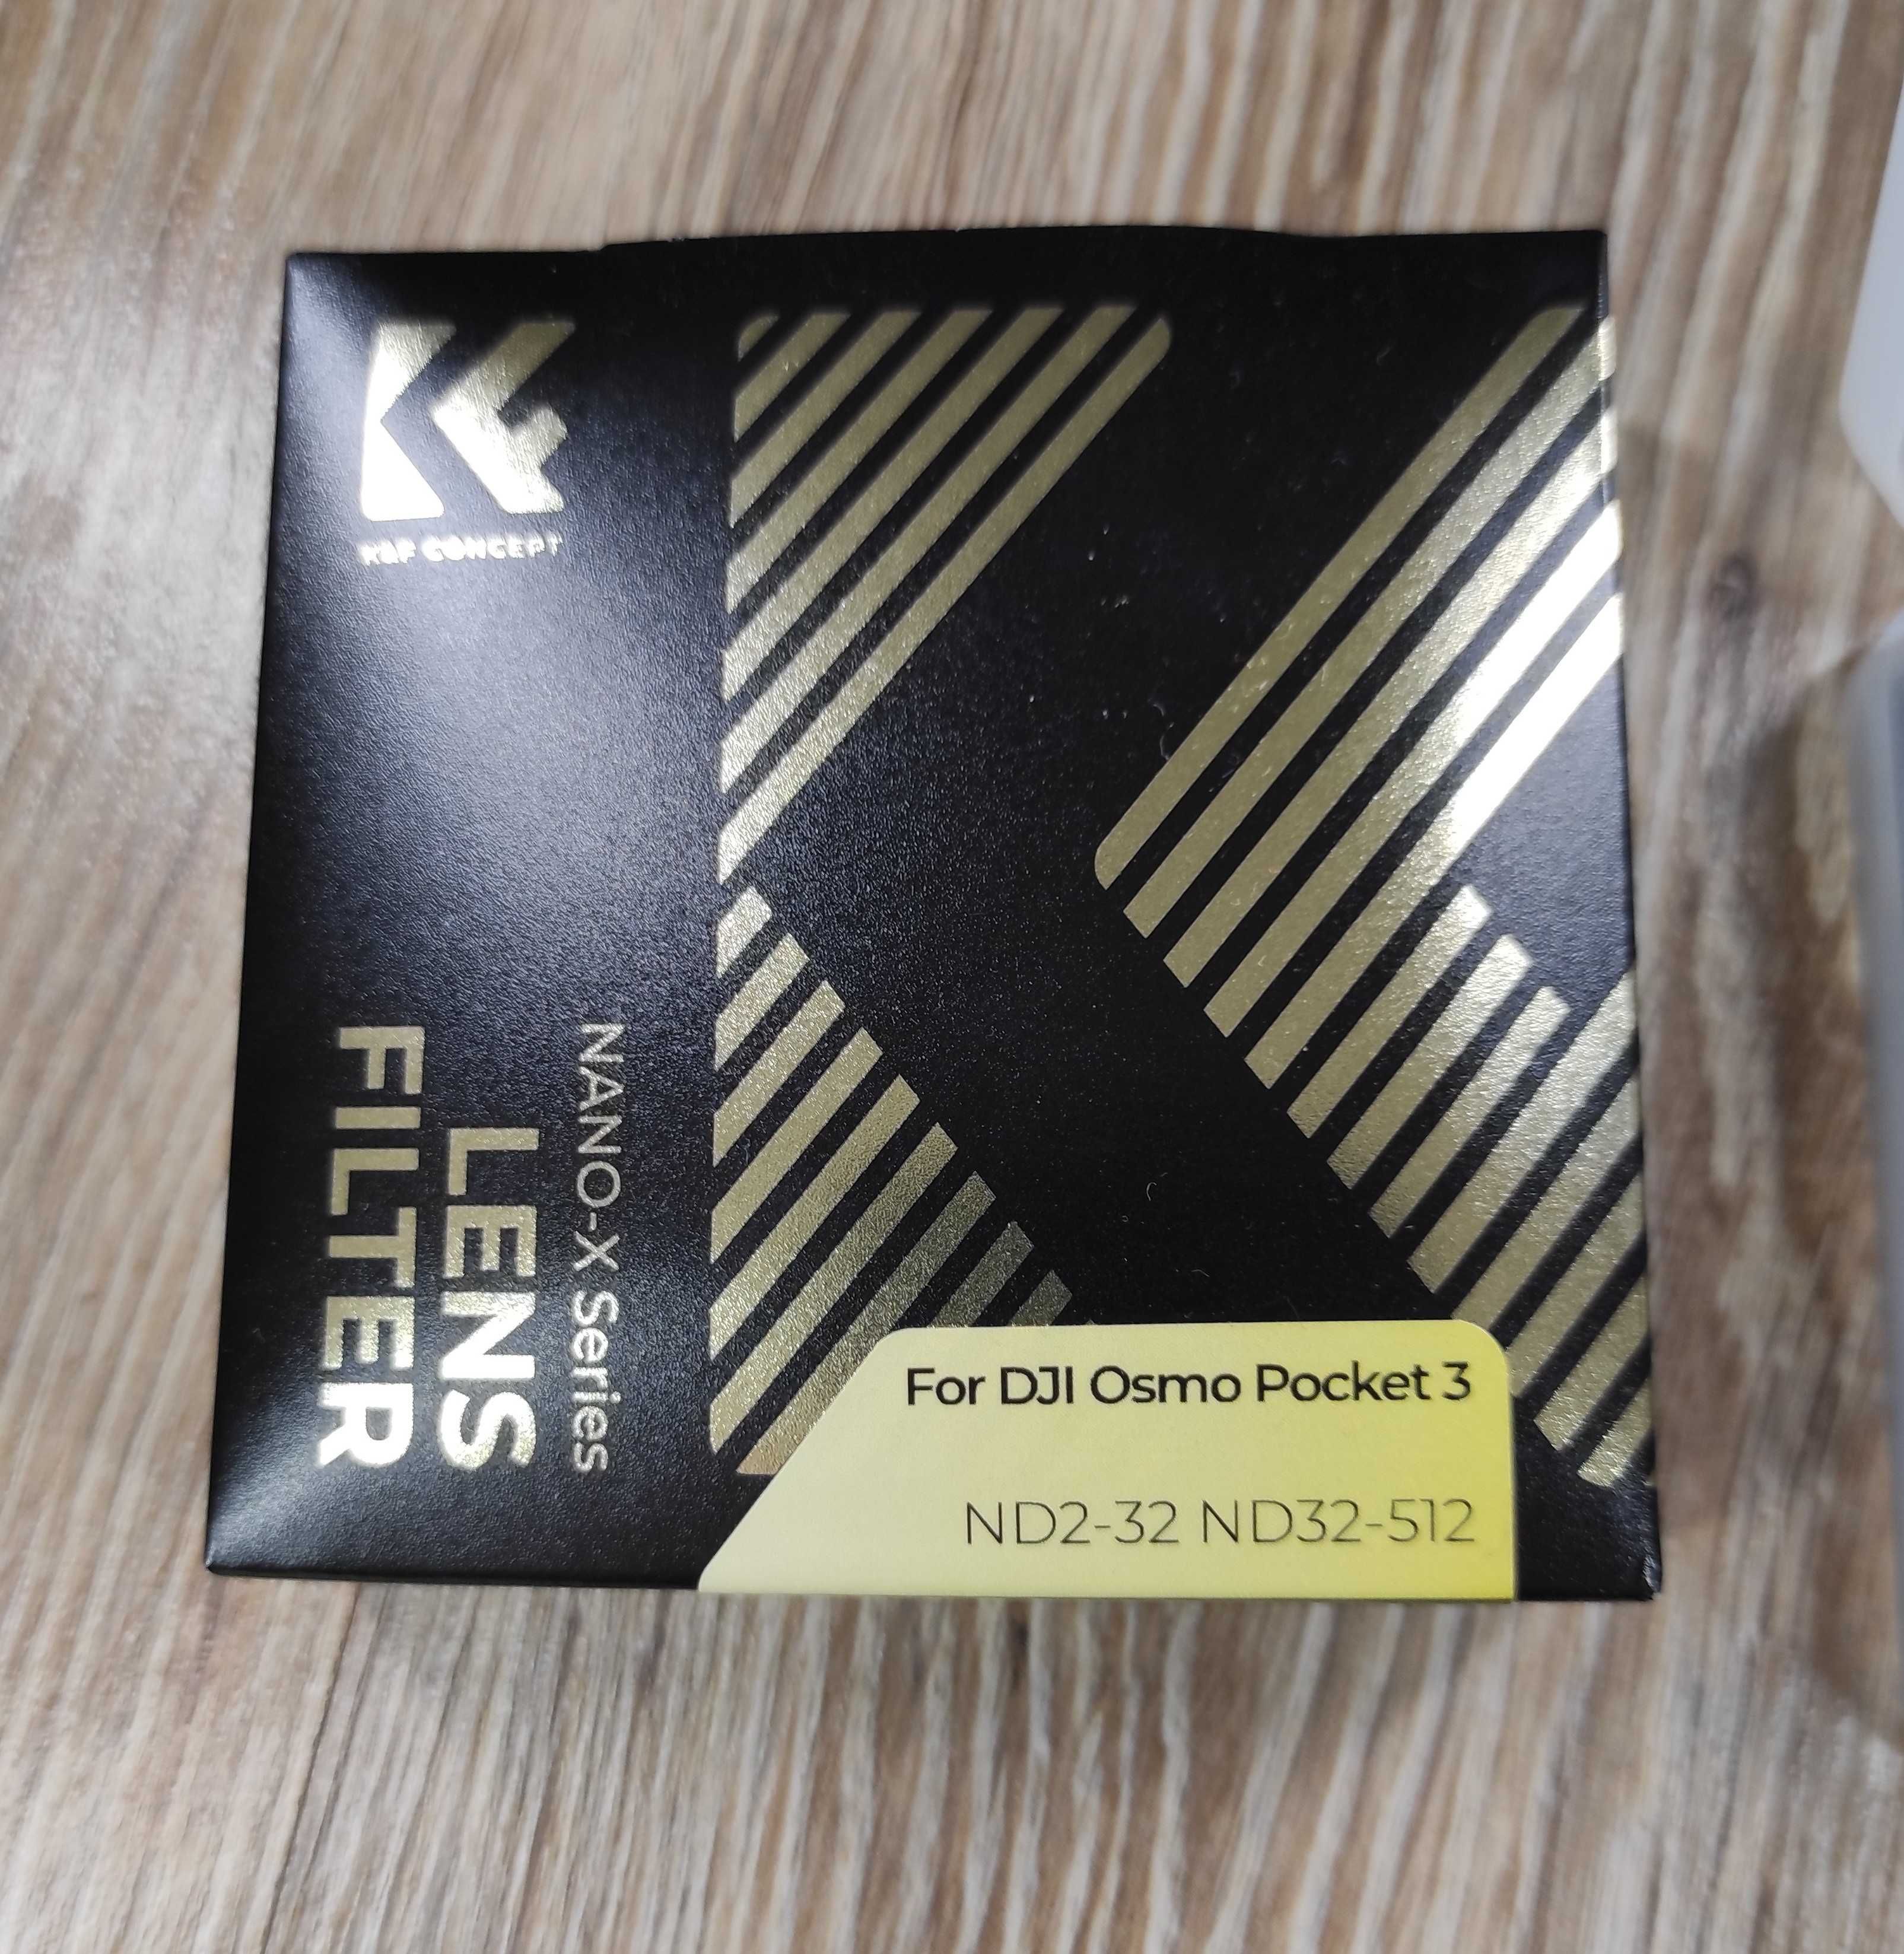 K&F CONCEPT
NANO-X Series
LENS
FILTER
For DJI Osmo Pocket 3
ND2-32 ND32-512